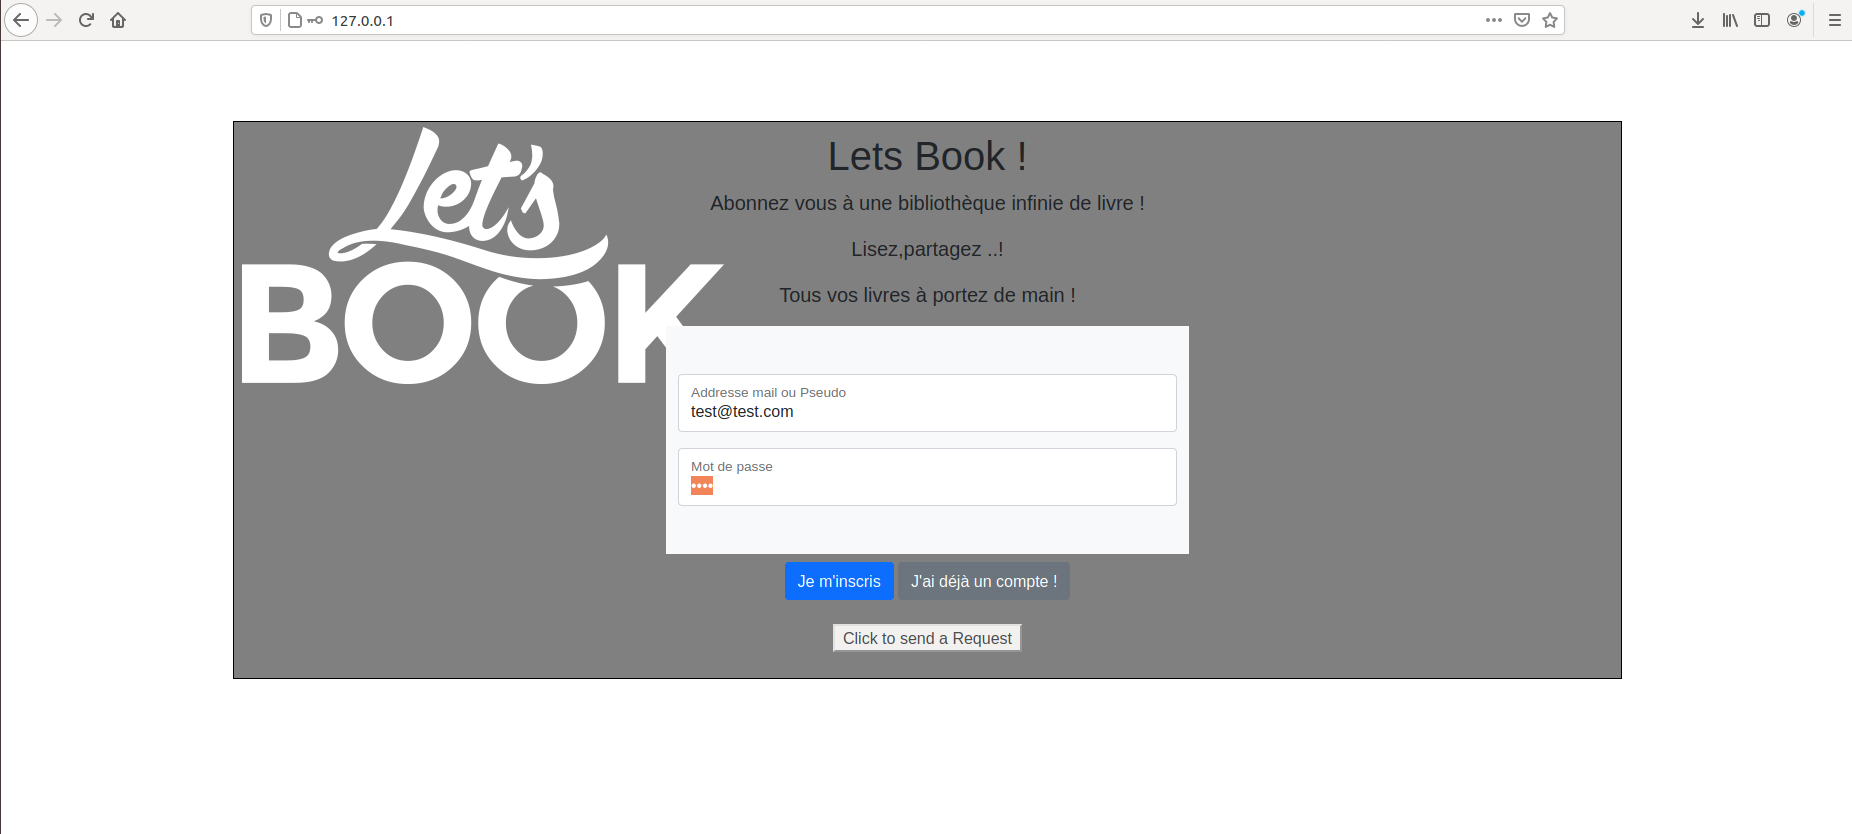 127.0.0.1
Let's
BOOK
Lets Book !
Abonnez vous à une bibliothèque infinie de livre !
Lisez,partagez ..!
Tous vos livres à portez de main !
Addresse mail ou Pseudo
test@test.com
Mot de passe
••••
Je m'inscris
J'ai déjà un compte !
Click to send a Request